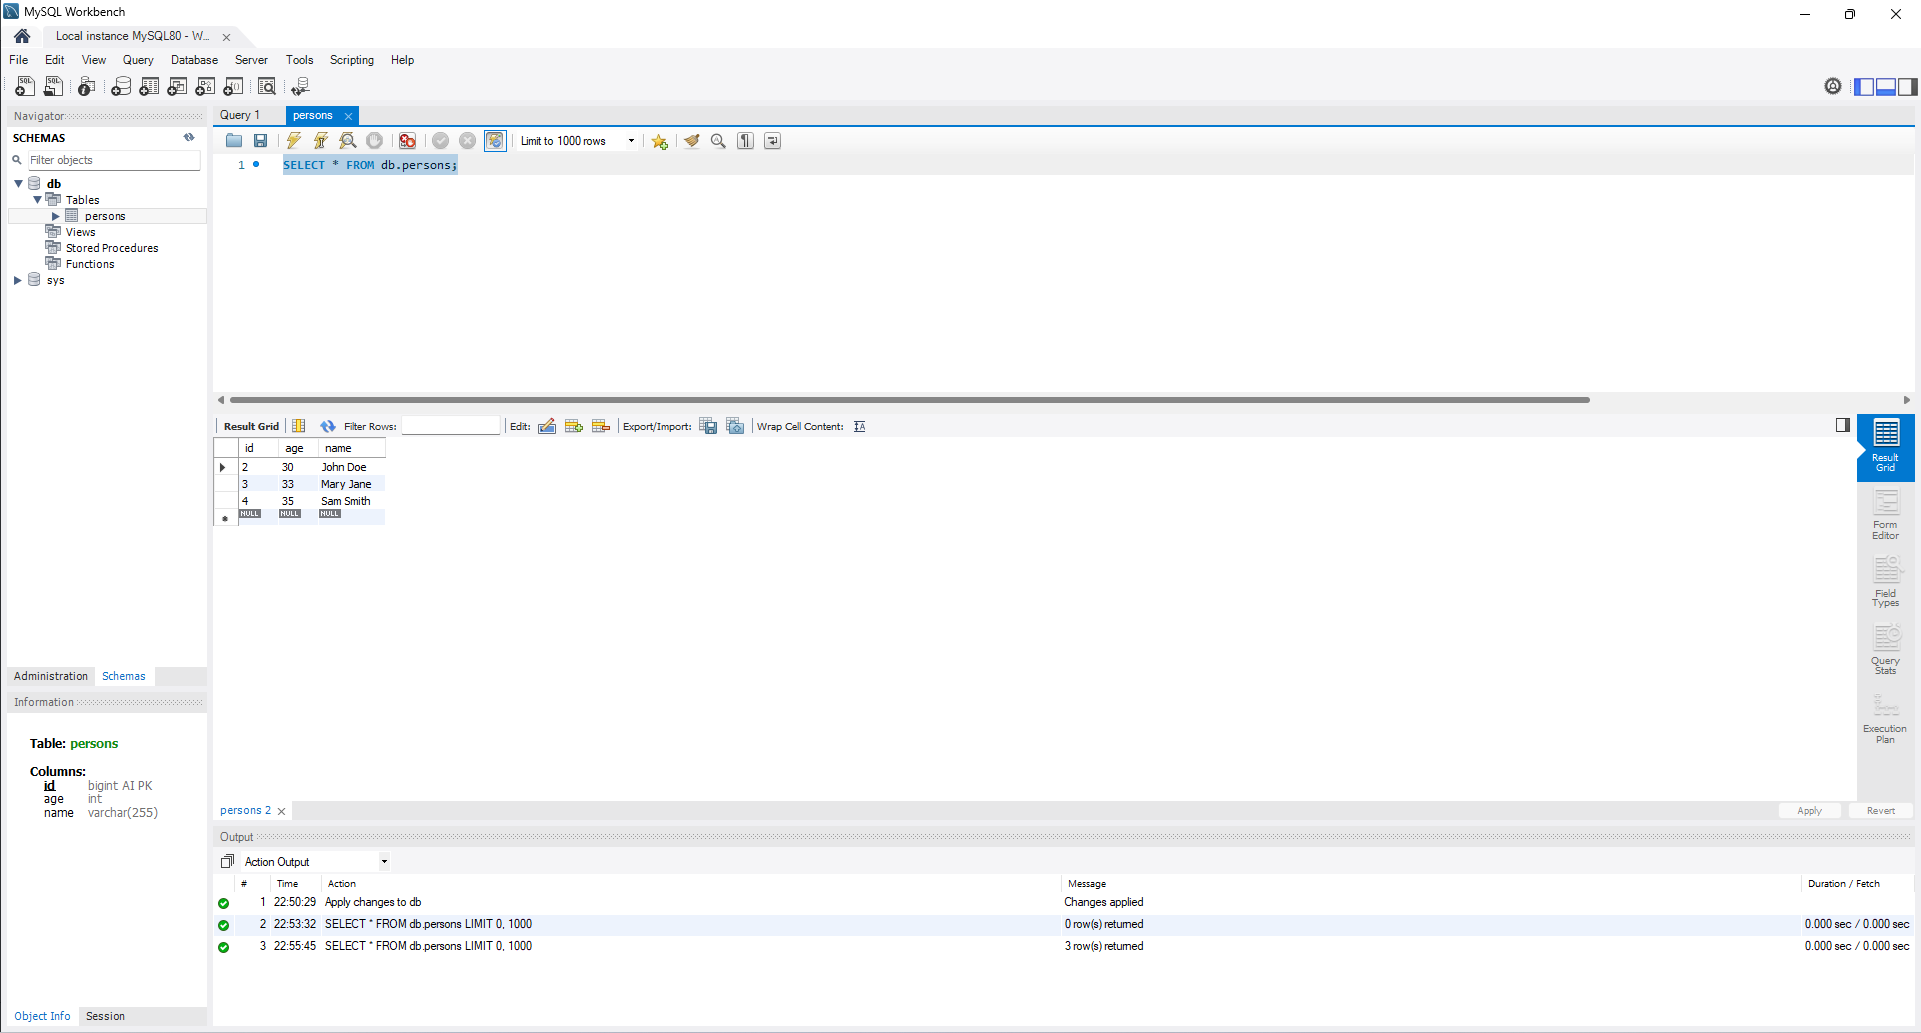 MySQL Workbench
Local instance MySQL80 - W...
File Edit View Query Database Server Tools Scripting Help
Navigator
SCHEMAS
Filter objects
db
Tables
persons
Views
Stored Procedures
Functions
sys
Administration Schemas
Information
Table: persons
Columns:
id bigint AI PK
age int
name varchar(255)
Object Info Session
Query 1 persons
Limit to 1000 rows
1 SELECT * FROM db.persons;
Result Grid Filter Rows: Edit: Export/Import: Wrap Cell Content:
id age name
2 30 John Doe
3 33 Mary Jane
4 35 Sam Smith
NULL NULL NULL
Result
Grid
Form
Editor
Field
Types
Query
Stats
Execution
Plan
persons 2 Apply Revert
Output
Action Output
# Time Action Message Duration / Fetch
1 22:50:29 Apply changes to db Changes applied
2 22:53:32 SELECT * FROM db.persons LIMIT 0, 1000 0 row(s) returned 0.000 sec / 0.000 sec
3 22:55:45 SELECT * FROM db.persons LIMIT 0, 1000 3 row(s) returned 0.000 sec / 0.000 sec